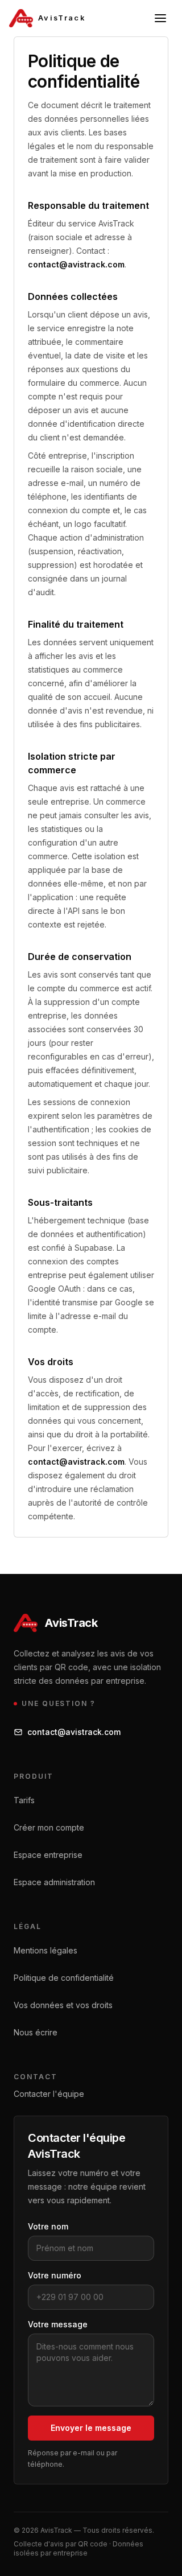 AvisTrack
Politique de
confidentialité
Ce document décrit le traitement
des données personnelles liées
aux avis clients. Les bases
légales et le nom du responsable
de traitement sont à faire valider
avant la mise en production.
Responsable du traitement
Éditeur du service AvisTrack
(raison sociale et adresse à
renseigner). Contact :
contact@avistrack.com.
Données collectées
Lorsqu'un client dépose un avis,
le service enregistre la note
attribuée, le commentaire
éventuel, la date de visite et les
réponses aux questions du
formulaire du commerce. Aucun
compte n'est requis pour
déposer un avis et aucune
donnée d'identification directe
du client n'est demandée.
Côté entreprise, l'inscription
recueille la raison sociale, une
adresse e-mail, un numéro de
téléphone, les identifiants de
connexion du compte et, le cas
échéant, un logo facultatif.
Chaque action d'administration
(suspension, réactivation,
suppression) est horodatée et
consignée dans un journal
d'audit.
Finalité du traitement
Les données servent uniquement
à afficher les avis et les
statistiques au commerce
concerné, afin d'améliorer la
qualité de son accueil. Aucune
donnée d'avis n'est revendue, ni
utilisée à des fins publicitaires.
Isolation stricte par
commerce
Chaque avis est rattaché à une
seule entreprise. Un commerce
ne peut jamais consulter les avis,
les statistiques ou la
configuration d'un autre
commerce. Cette isolation est
appliquée par la base de
données elle-même, et non par
l'application : une requête
directe à l'API sans le bon
contexte est rejetée.
Durée de conservation
Les avis sont conservés tant que
le compte du commerce est actif.
À la suppression d'un compte
entreprise, les données
associées sont conservées 30
jours (pour rester
reconfigurables en cas d'erreur),
puis effacées définitivement,
automatiquement et chaque jour.
Les sessions de connexion
expirent selon les paramètres de
l'authentification ; les cookies de
session sont techniques et ne
sont pas utilisés à des fins de
suivi publicitaire.
Sous-traitants
L'hébergement technique (base
de données et authentification)
est confié à Supabase. La
connexion des comptes
entreprise peut également utiliser
Google OAuth : dans ce cas,
l'identité transmise par Google se
limite à l'adresse e-mail du
compte.
Vos droits
Vous disposez d'un droit
d'accès, de rectification, de
limitation et de suppression des
données qui vous concernent,
ainsi que du droit à la portabilité.
Pour l'exercer, écrivez à
contact@avistrack.com. Vous
disposez également du droit
d'introduire une réclamation
auprès de l'autorité de contrôle
compétente.
AvisTrack
Collectez et analysez les avis de vos
clients par QR code, avec une isolation
stricte des données par entreprise.
UNE QUESTION ?
contact@avistrack.com
PRODUIT
Tarifs
Créer mon compte
Espace entreprise
Espace administration
LÉGAL
Mentions légales
Politique de confidentialité
Vos données et vos droits
Nous écrire
CONTACT
Contacter l'équipe
Contacter l'équipe
AvisTrack
Laissez votre numéro et votre
message : notre équipe revient
vers vous rapidement.
Votre nom
Prénom et nom
Votre numéro
+229 01 97 00 00
Votre message
Dites-nous comment nous
pouvons vous aider.
Envoyer le message
Réponse par e-mail ou par
téléphone.
© 2026 AvisTrack — Tous droits réservés.
Collecte d'avis par QR code · Données
isolées par entreprise